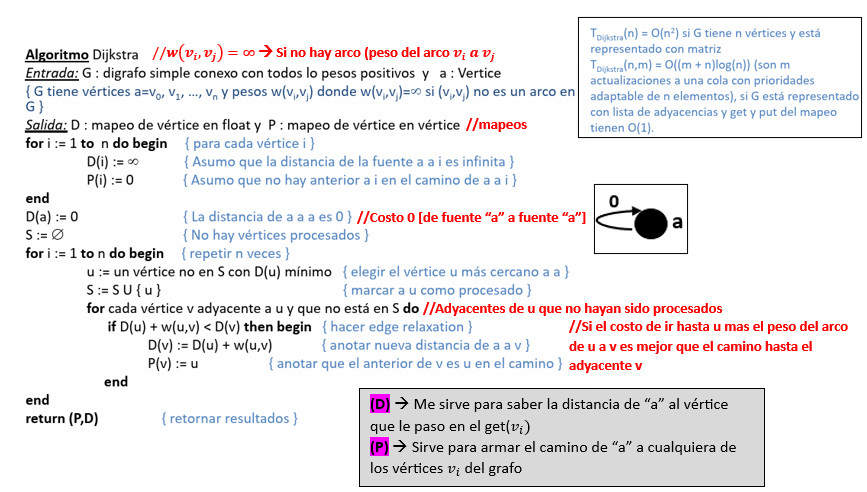 Algoritmo Dijkstra //w(vᵢ, vⱼ) = ∞ → Si no hay arco (peso del arco vᵢ a vⱼ
Entrada: G : digrafo simple conexo con todos lo pesos positivos y a : Vertice
{ G tiene vértices a=v₀, v₁, ..., vₙ y pesos w(vᵢ,vⱼ) donde w(vᵢ,vⱼ)=∞ si (vᵢ,vⱼ) no es un arco en
G }
Salida: D : mapeo de vértice en float y P : mapeo de vértice en vértice //mapeos
for i := 1 to n do begin { para cada vértice i }
D(i) := ∞ { Asumo que la distancia de la fuente a a i es infinita }
P(i) := 0 { Asumo que no hay anterior a i en el camino de a a i }
end
D(a) := 0 { La distancia de a a a es 0 } //Costo 0 [de fuente “a” a fuente “a”]
S := ∅ { No hay vértices procesados }
for i := 1 to n do begin { repetir n veces }
u := un vértice no en S con D(u) mínimo { elegir el vértice u más cercano a a }
S := S U { u } { marcar a u como procesado }
for cada vértice v adyacente a u y que no está en S do //Adyacentes de u que no hayan sido procesados
if D(u) + w(u,v) < D(v) then begin { hacer edge relaxation }
D(v) := D(u) + w(u,v) { anotar nueva distancia de a a v }
P(v) := u { anotar que el anterior de v es u en el camino }
end
end
return (P,D) { retornar resultados }
//Si el costo de ir hasta u mas el peso del arco
de u a v es mejor que el camino hasta el
adyacente v
T_Dijkstra(n) = O(n²) si G tiene n vértices y está
representado con matriz
T_Dijkstra(n,m) = O((m + n)log(n)) (son m
actualizaciones a una cola con prioridades
adaptable de n elementos), si G está representado
con lista de adyacencias y get y put del mapeo
tienen O(1).
0
a
(D) → Me sirve para saber la distancia de “a” al vértice
que le paso en el get(vᵢ)
(P) → Sirve para armar el camino de “a” a cualquiera de
los vértices vᵢ del grafo